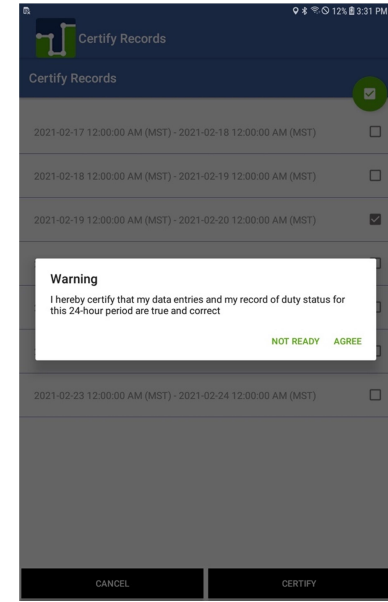 12% 3:31 PM
Certify Records
Certify Records
2021-02-17 12:00:00 AM (MST) - 2021-02-18 12:00:00 AM (MST)
2021-02-18 12:00:00 AM (MST) - 2021-02-19 12:00:00 AM (MST)
2021-02-19 12:00:00 AM (MST) - 2021-02-20 12:00:00 AM (MST)
Warning
I hereby certify that my data entries and my record of duty status for
this 24-hour period are true and correct
NOT READY AGREE
2021-02-23 12:00:00 AM (MST) - 2021-02-24 12:00:00 AM (MST)
CANCEL CERTIFY